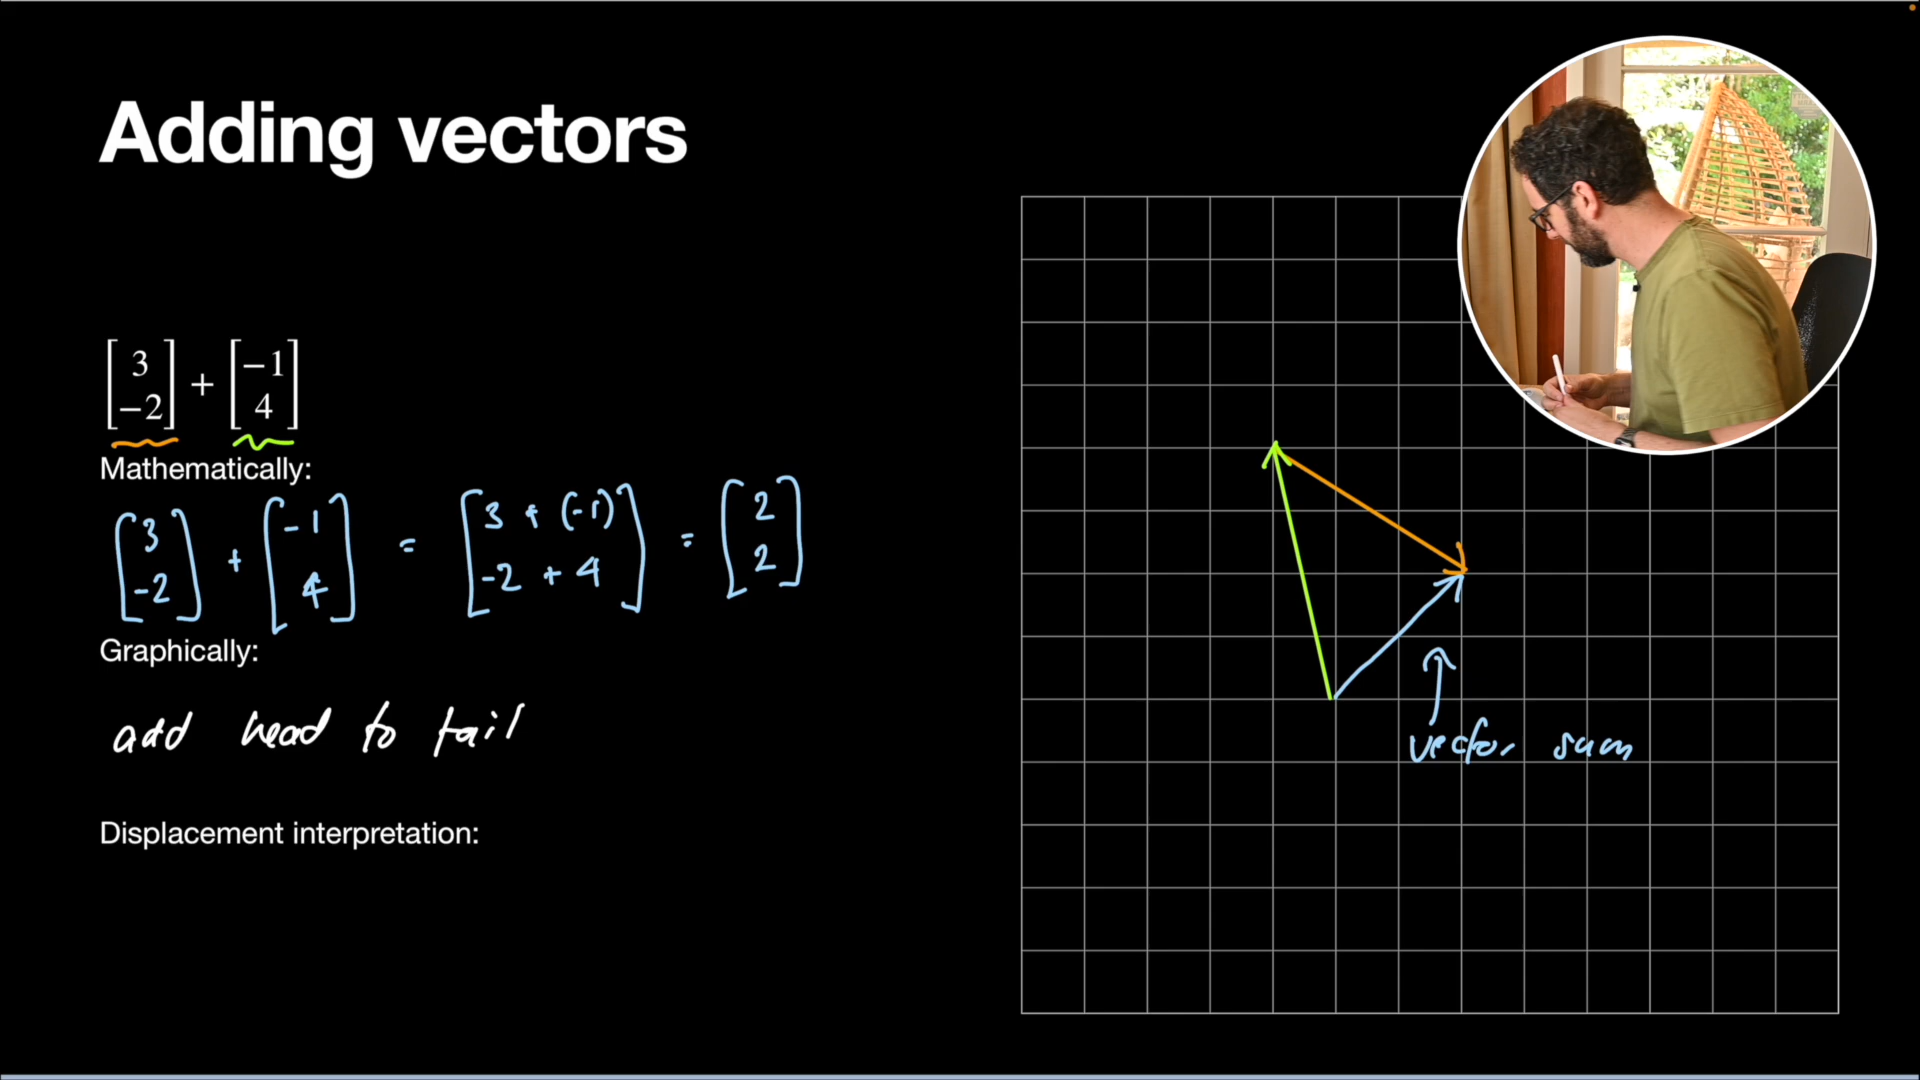 Adding vectors
[3 −2] + [−1 4]
Mathematically:
[3 -2] + [-1 4] = [3 + (-1) -2 + 4] = [2 2]
Graphically:
add head to tail
vector sum
Displacement interpretation: